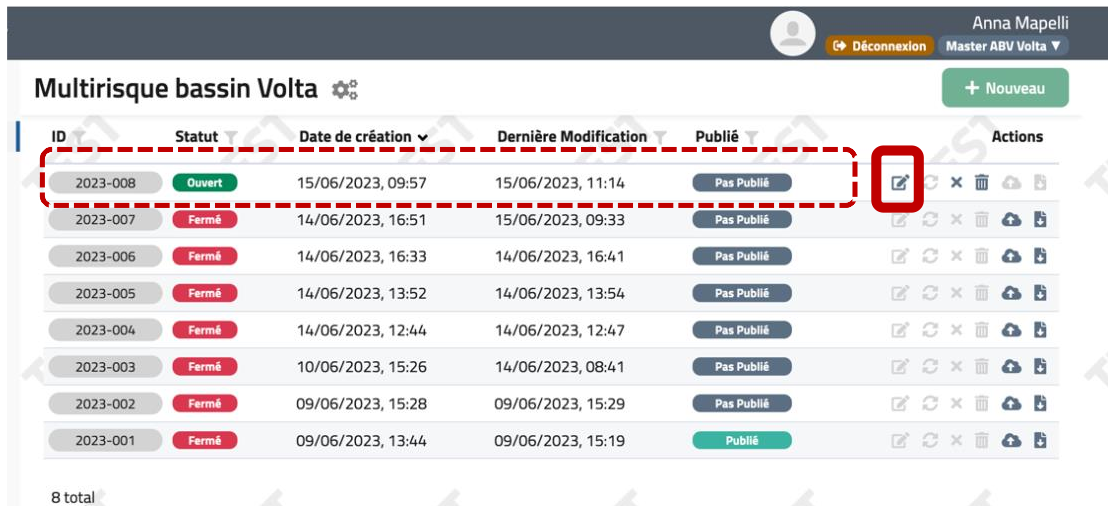 Anna Mapelli
Déconnexion Master ABV Volta ▼
Multirisque bassin Volta
+ Nouveau
ID Statut Date de création Dernière Modification Publié Actions
2023-008 Ouvert 15/06/2023, 09:57 15/06/2023, 11:14 Pas Publié
2023-007 Fermé 14/06/2023, 16:51 15/06/2023, 09:33 Pas Publié
2023-006 Fermé 14/06/2023, 16:33 14/06/2023, 16:41 Pas Publié
2023-005 Fermé 14/06/2023, 13:52 14/06/2023, 13:54 Pas Publié
2023-004 Fermé 14/06/2023, 12:44 14/06/2023, 12:47 Pas Publié
2023-003 Fermé 10/06/2023, 15:26 14/06/2023, 08:41 Pas Publié
2023-002 Fermé 09/06/2023, 15:28 09/06/2023, 15:29 Pas Publié
2023-001 Fermé 09/06/2023, 13:44 09/06/2023, 15:19 Publié
8 total